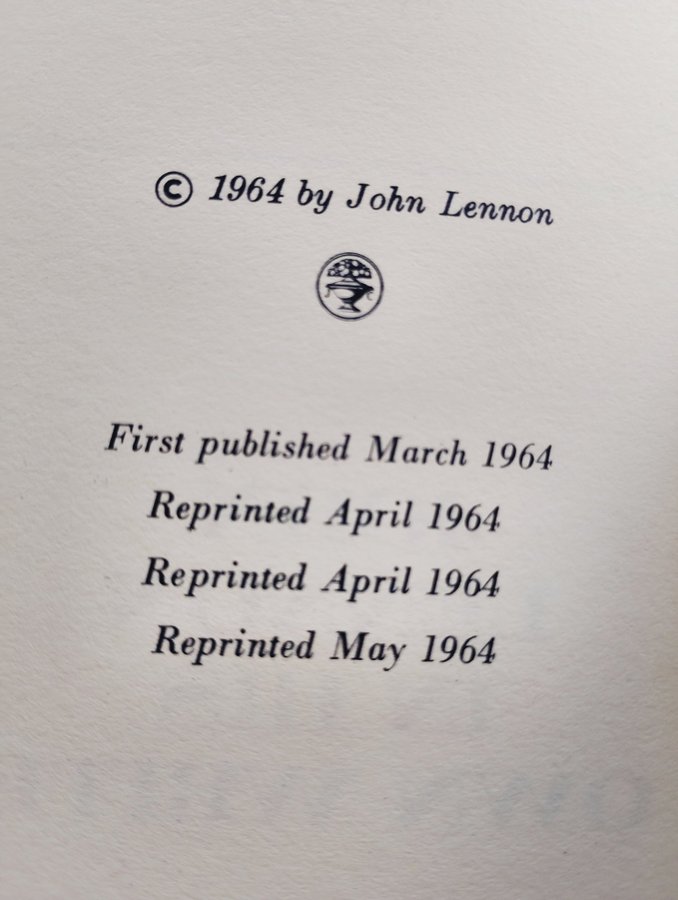 © 1964 by John Lennon
First published March 1964
Reprinted April 1964
Reprinted April 1964
Reprinted May 1964